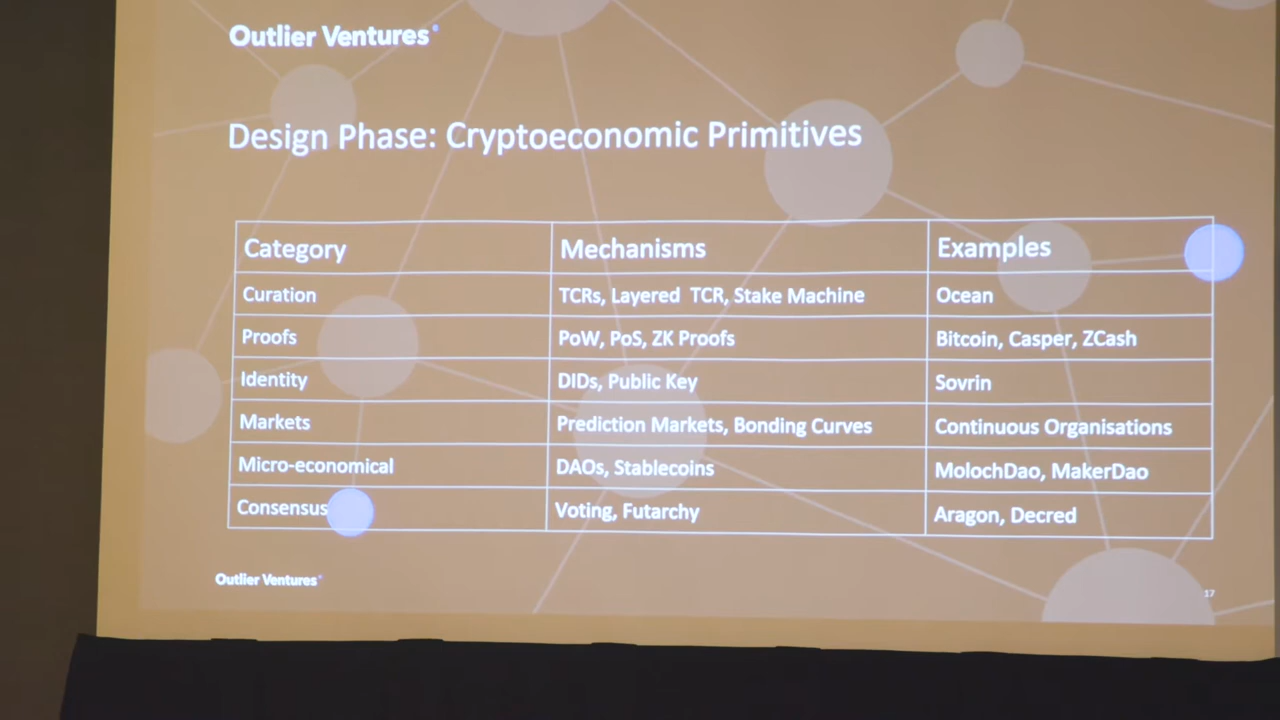 Outlier Ventures
Design Phase: Cryptoeconomic Primitives
Category Mechanisms Examples
Curation TCRs, Layered TCR, Stake Machine Ocean
Proofs PoW, PoS, ZK Proofs Bitcoin, Casper, ZCash
Identity DIDs, Public Key Sovrin
Markets Prediction Markets, Bonding Curves Continuous Organisations
Micro-economical DAOs, Stablecoins MolochDao, MakerDao
Consensus Voting, Futarchy Aragon, Decred
Outlier Ventures
17